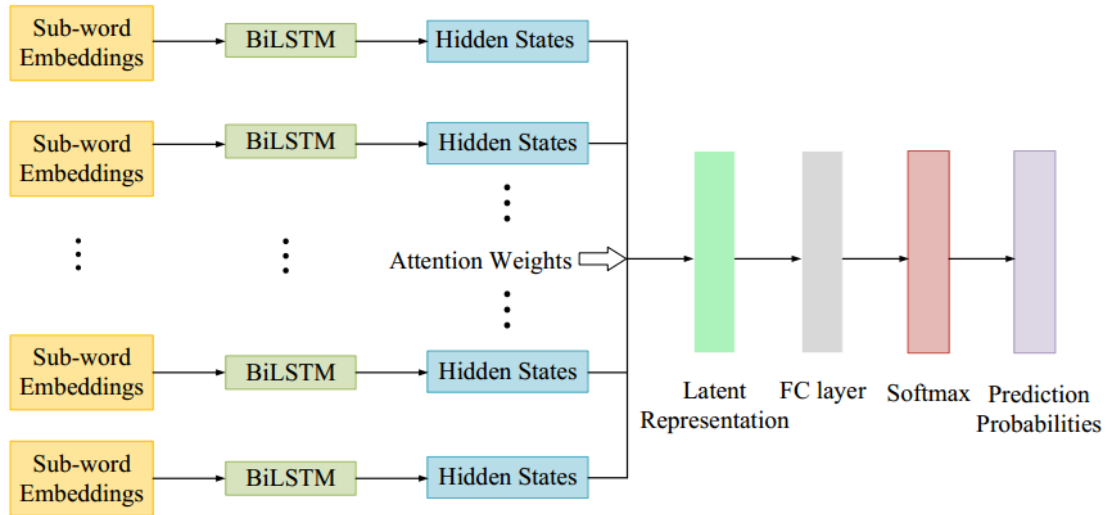 Sub-word
Embeddings
BiLSTM
Hidden States
Sub-word
Embeddings
BiLSTM
Hidden States
Attention Weights
Sub-word
Embeddings
BiLSTM
Hidden States
Sub-word
Embeddings
BiLSTM
Hidden States
Latent
Representation
FC layer
Softmax
Prediction
Probabilities